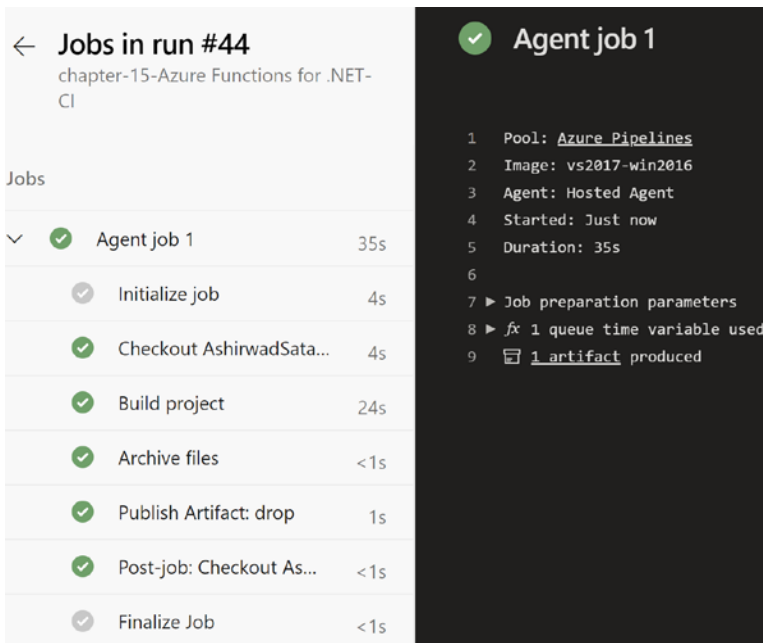 Jobs in run #44
chapter-15-Azure Functions for .NET-
CI
Jobs
Agent job 1 35s
Initialize job 4s
Checkout AshirwadSata... 4s
Build project 24s
Archive files <1s
Publish Artifact: drop 1s
Post-job: Checkout As... <1s
Finalize Job <1s
Agent job 1
1 Pool: Azure Pipelines
2 Image: vs2017-win2016
3 Agent: Hosted Agent
4 Started: Just now
5 Duration: 35s
6
7 Job preparation parameters
8 fx 1 queue time variable used
9 1 artifact produced